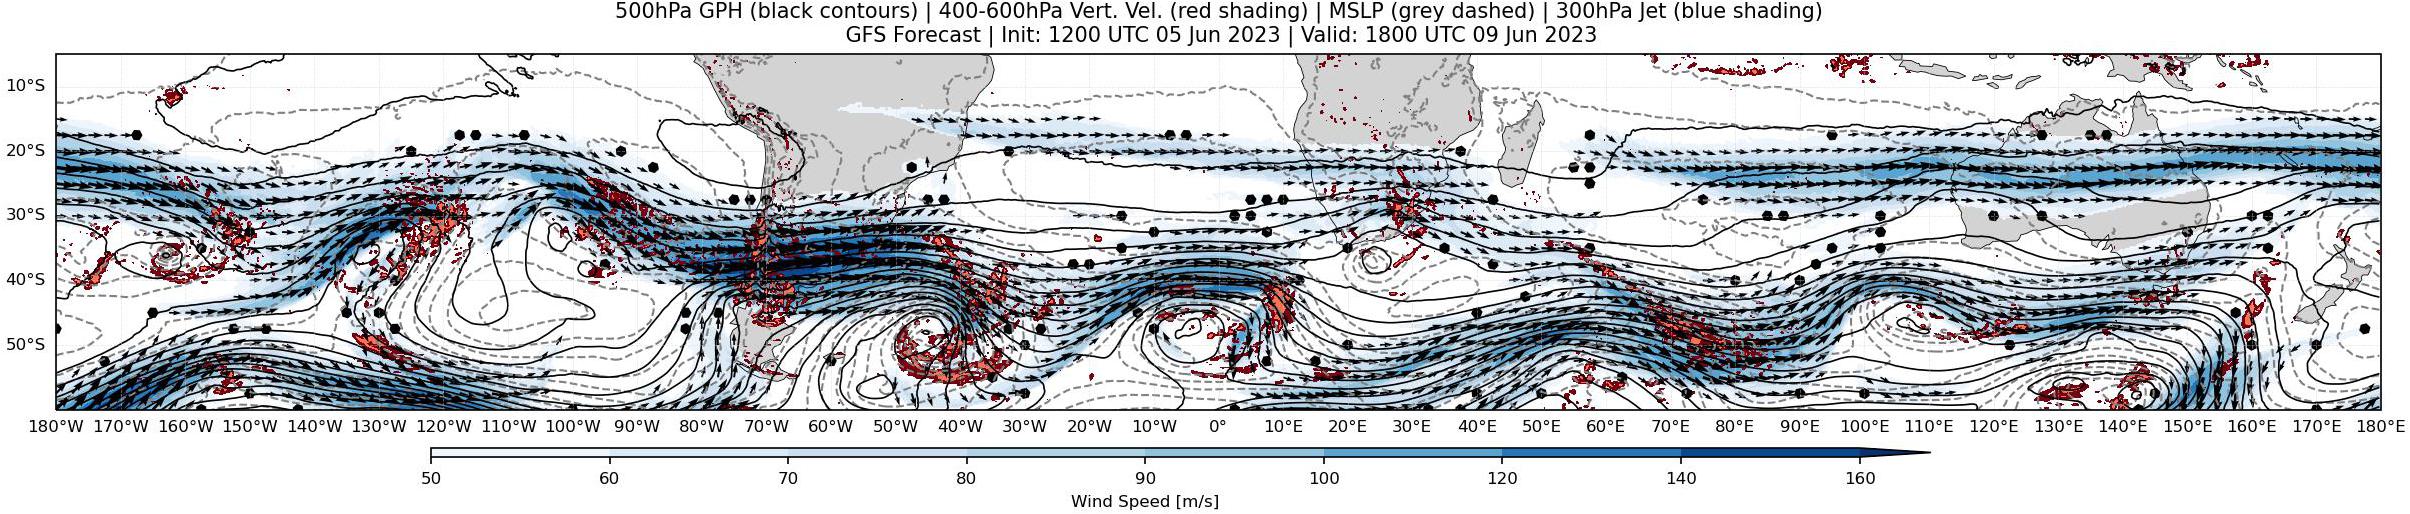 500hPa GPH (black contours) | 400-600hPa Vert. Vel. (red shading) | MSLP (grey dashed) | 300hPa Jet (blue shading)
GFS Forecast | Init: 1200 UTC 05 Jun 2023 | Valid: 1800 UTC 09 Jun 2023
10°S
20°S
30°S
40°S
50°S
180°W 170°W 160°W 150°W 140°W 130°W 120°W 110°W 100°W 90°W 80°W 70°W 60°W 50°W 40°W 30°W 20°W 10°W 0° 10°E 20°E 30°E 40°E 50°E 60°E 70°E 80°E 90°E 100°E 110°E 120°E 130°E 140°E 150°E 160°E 170°E 180°E
50 60 70 80 90 100 120 140 160
Wind Speed [m/s]